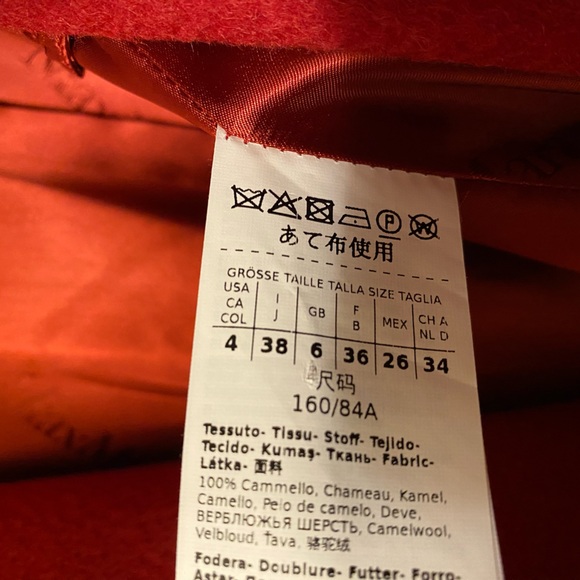 あて布使用
GRÖSSE TAILLE TALLA SIZE TAGLIA
USA CA COL I J GB F B MEX CH A NL D
4 38 6 36 26 34
尺码
160/84A
Tessuto- Tissu- Stoff- Tejido-
Tecido- Kumaş- Ткань- Fabric-
Látka- 面料
100% Cammello, Chameau, Kamel,
Camello, Pelo de camelo, Deve,
ВЕРБЛЮЖЬЯ ШЕРСТЬ, Camelwool,
Velbloud, Ťava, 骆驼绒
Fodera- Doublure- Futter- Forro-
Astar-